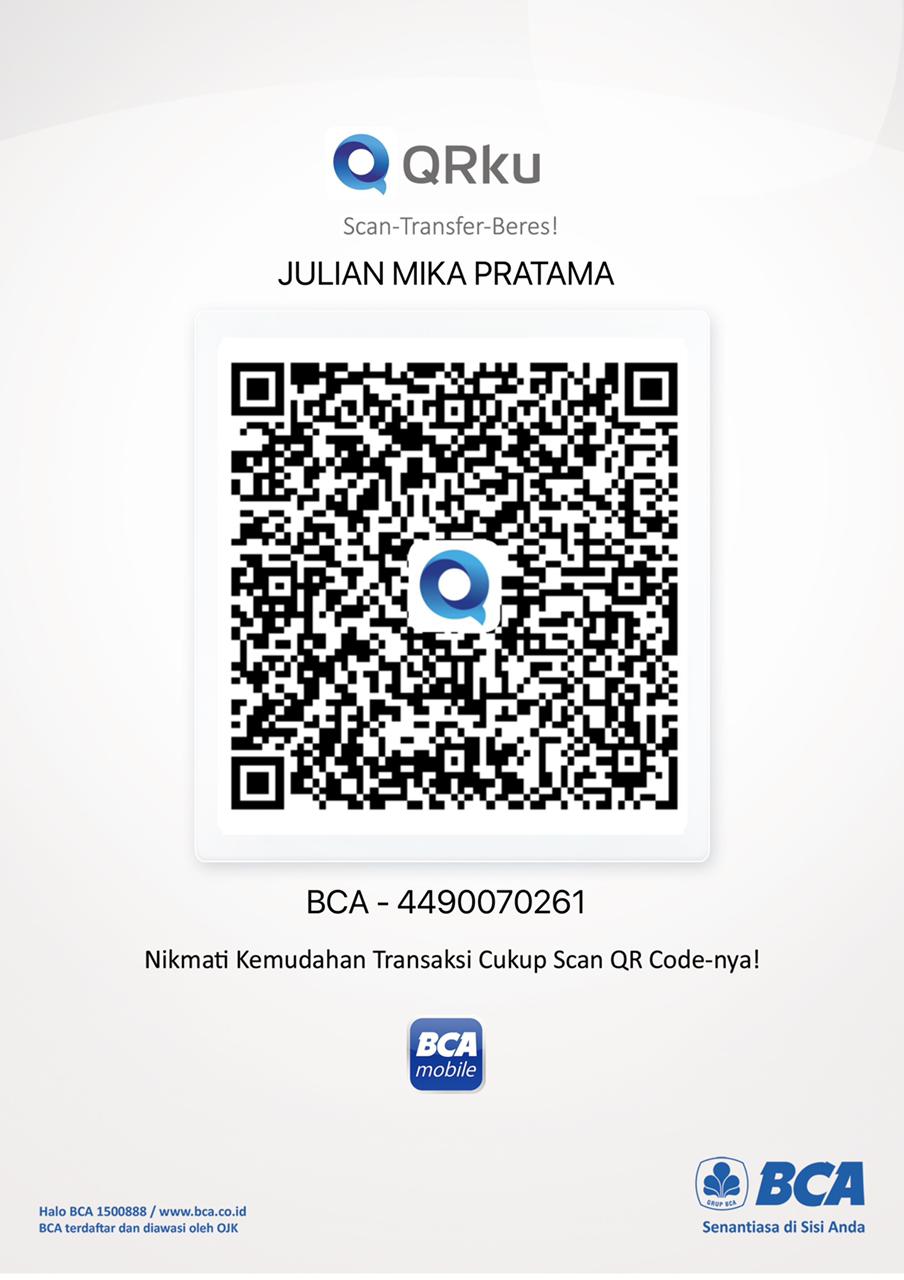 QRku
Scan-Transfer-Beres!
JULIAN MIKA PRATAMA
BCA - 4490070261
Nikmati Kemudahan Transaksi Cukup Scan QR Code-nya!
BCA
mobile
GRUP BCA
BCA
Senantiasa di Sisi Anda
Halo BCA 1500888 / www.bca.co.id
BCA terdaftar dan diawasi oleh OJK